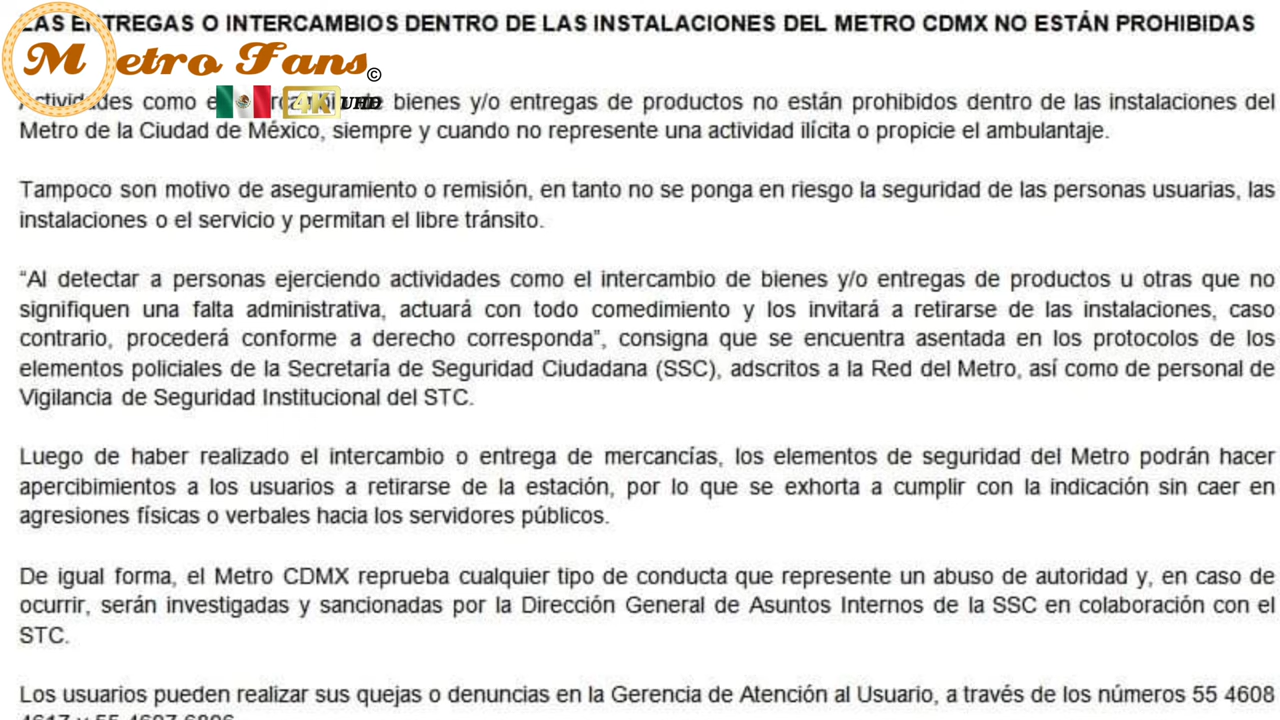 LAS ENTREGAS O INTERCAMBIOS DENTRO DE LAS INSTALACIONES DEL METRO CDMX NO ESTÁN PROHIBIDAS
Metro Fans©
4K UHD
Actividades como el intercambio de bienes y/o entregas de productos no están prohibidos dentro de las instalaciones del
Metro de la Ciudad de México, siempre y cuando no represente una actividad ilícita o propicie el ambulantaje.
Tampoco son motivo de aseguramiento o remisión, en tanto no se ponga en riesgo la seguridad de las personas usuarias, las
instalaciones o el servicio y permitan el libre tránsito.
“Al detectar a personas ejerciendo actividades como el intercambio de bienes y/o entregas de productos u otras que no
signifiquen una falta administrativa, actuará con todo comedimiento y los invitará a retirarse de las instalaciones, caso
contrario, procederá conforme a derecho corresponda”, consigna que se encuentra asentada en los protocolos de los
elementos policiales de la Secretaría de Seguridad Ciudadana (SSC), adscritos a la Red del Metro, así como de personal de
Vigilancia de Seguridad Institucional del STC.
Luego de haber realizado el intercambio o entrega de mercancías, los elementos de seguridad del Metro podrán hacer
apercibimientos a los usuarios a retirarse de la estación, por lo que se exhorta a cumplir con la indicación sin caer en
agresiones físicas o verbales hacia los servidores públicos.
De igual forma, el Metro CDMX reprueba cualquier tipo de conducta que represente un abuso de autoridad y, en caso de
ocurrir, serán investigadas y sancionadas por la Dirección General de Asuntos Internos de la SSC en colaboración con el
STC.
Los usuarios pueden realizar sus quejas o denuncias en la Gerencia de Atención al Usuario, a través de los números 55 4608